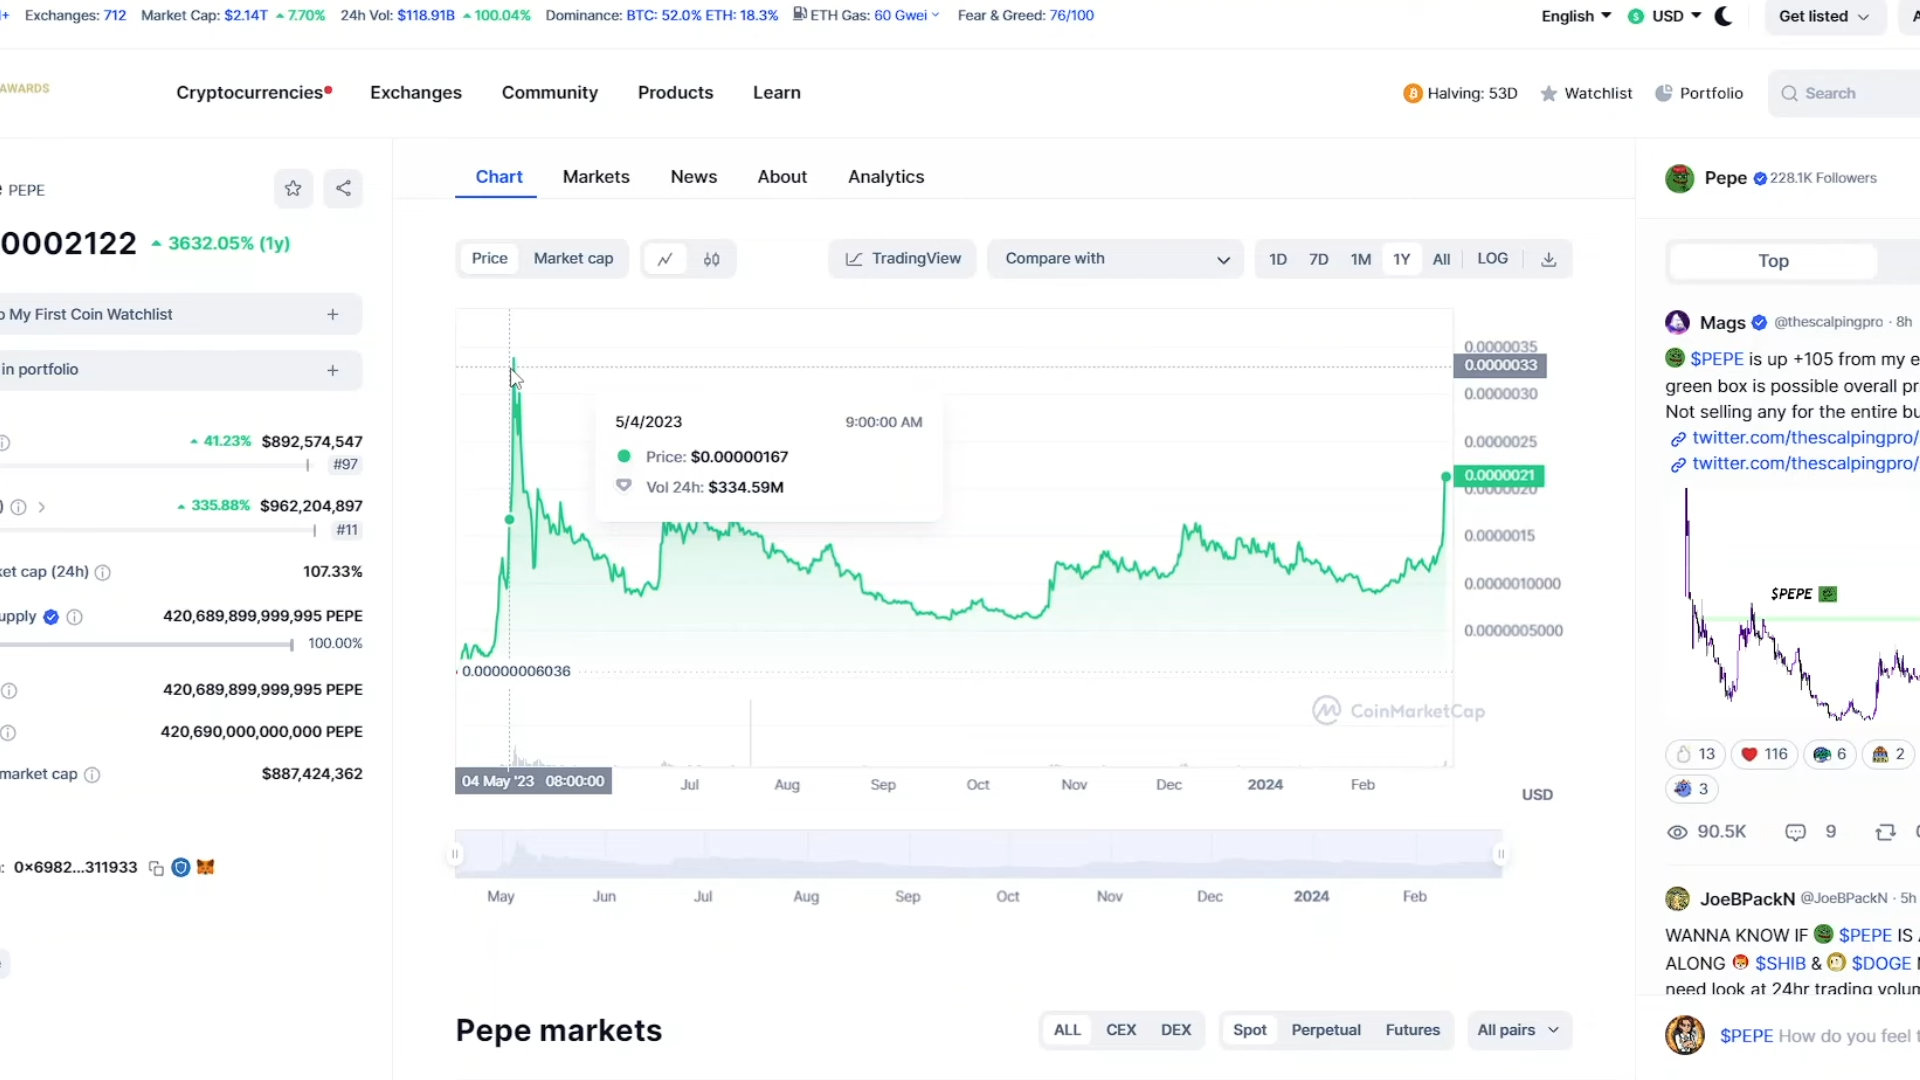 Exchanges: 712 Market Cap: $2.14T 7.70% 24h Vol: $118.91B 100.04% Dominance: BTC: 52.0% ETH: 18.3% ETH Gas: 60 Gwei Fear & Greed: 76/100
English USD Get listed
AWARDS
Cryptocurrencies Exchanges Community Products Learn
Halving: 53D Watchlist Portfolio Search
PEPE
0002122 3632.05% (1y)
My First Coin Watchlist +
in portfolio +
41.23% $892,574,547
#97
335.88% $962,204,897
#11
cap (24h) 107.33%
420,689,899,999,995 PEPE
100.00%
420,689,899,999,995 PEPE
420,690,000,000,000 PEPE
market cap $887,424,362
0x6982...311933
Chart Markets News About Analytics
Price Market cap TradingView Compare with 1D 7D 1M 1Y All LOG
0.0000035
0.0000033
0.0000030
0.0000025
0.0000021
0.0000020
0.0000015
0.0000010000
0.0000005000
5/4/2023 9:00:00 AM
Price: $0.00000167
Vol 24h: $334.59M
0.00000006036
CoinMarketCap
04 May '23 08:00:00 Jul Aug Sep Oct Nov Dec 2024 Feb
USD
May Jun Jul Aug Sep Oct Nov Dec 2024 Feb
Pepe markets
ALL CEX DEX Spot Perpetual Futures All pairs
Pepe 228.1K Followers
Top
Mags @thescalpingpro · 8h
$PEPE is up +105 from my
green box is possible overall
Not selling any for the entire
twitter.com/thescalpingpro/
twitter.com/thescalpingpro/
$PEPE
13 116 6 2
3
90.5K 9
JoeBPackN @JoeBPackN · 5h
WANNA KNOW IF $PEPE IS
ALONG $SHIB & $DOGE
need look at 24hr trading
$PEPE How do you feel